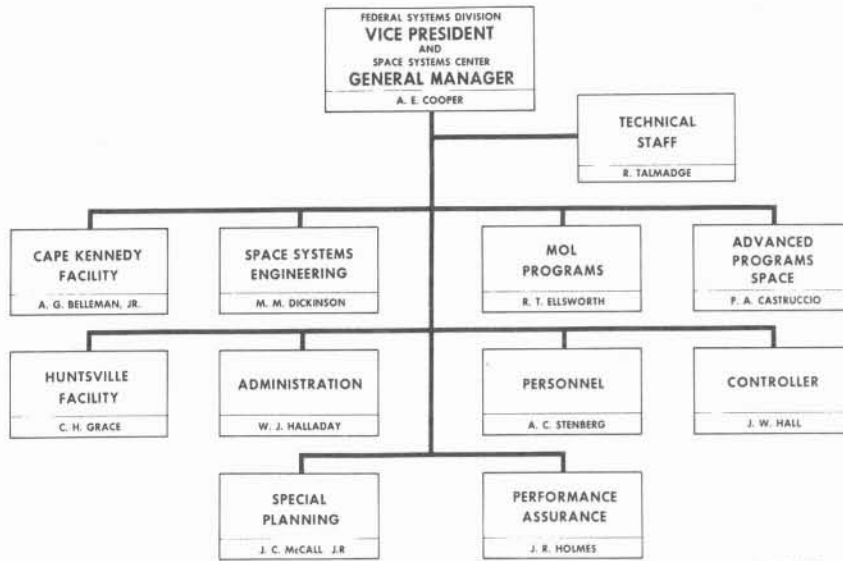 FEDERAL SYSTEMS DIVISION
VICE PRESIDENT
AND
SPACE SYSTEMS CENTER
GENERAL MANAGER
A. E. COOPER
TECHNICAL
STAFF
R. TALMADGE
CAPE KENNEDY
FACILITY
A. G. BELLEMAN, JR.
SPACE SYSTEMS
ENGINEERING
M. M. DICKINSON
MOL
PROGRAMS
R. T. ELLSWORTH
ADVANCED
PROGRAMS
SPACE
P. A. CASTRUCCIO
HUNTSVILLE
FACILITY
C. H. GRACE
ADMINISTRATION
W. J. HALLADAY
PERSONNEL
A. C. STENBERG
CONTROLLER
J. W. HALL
SPECIAL
PLANNING
J. C. McCALL J.R
PERFORMANCE
ASSURANCE
J. R. HOLMES